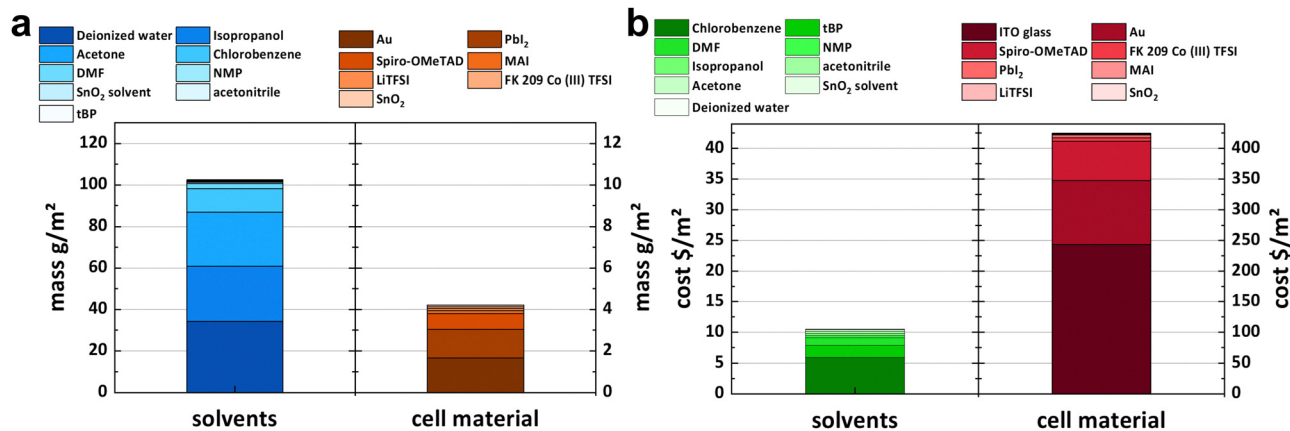 a
Deionized water
Isopropanol
Acetone
Chlorobenzene
DMF
NMP
SnO₂ solvent
acetonitrile
tBP
Au
PbI₂
Spiro-OMeTAD
MAI
LiTFSI
FK 209 Co (III) TFSI
SnO₂
mass g/m²
120
100
80
60
40
20
0
12
10
8
6
4
2
0
mass g/m²
solvents
cell material
b
Chlorobenzene
tBP
DMF
NMP
Isopropanol
acetonitrile
Acetone
SnO₂ solvent
Deionized water
ITO glass
Au
Spiro-OMeTAD
FK 209 Co (III) TFSI
PbI₂
MAI
LiTFSI
SnO₂
cost $/m²
40
35
30
25
20
15
10
5
0
400
350
300
250
200
150
100
50
0
cost $/m²
solvents
cell material